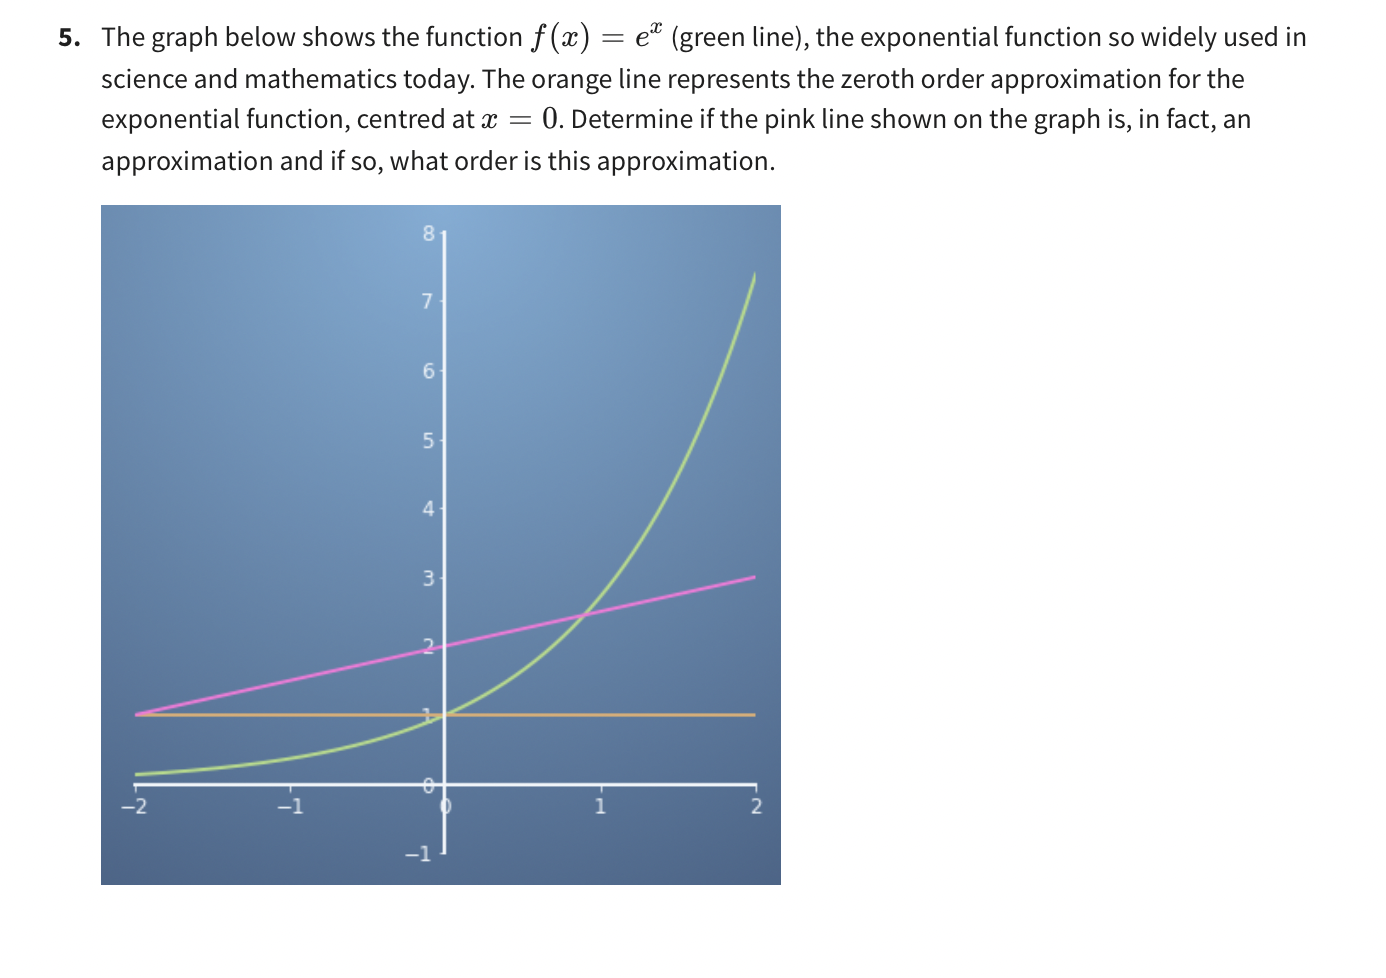 5. The graph below shows the function f(x) = eˣ (green line), the exponential function so widely used in
science and mathematics today. The orange line represents the zeroth order approximation for the
exponential function, centred at x = 0. Determine if the pink line shown on the graph is, in fact, an
approximation and if so, what order is this approximation.
8
7
6
5
4
3
2
1
0
−2 −1 0 1 2
−1